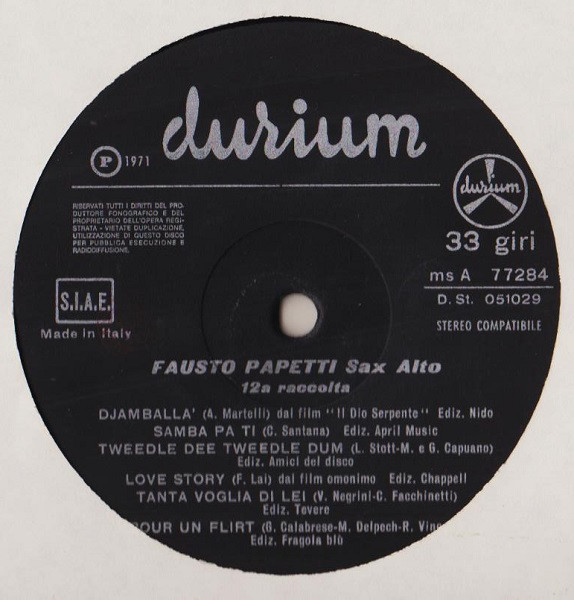 durium
P 1971
RISERVATI TUTTI I DIRITTI DEL PRO-
DUTTORE FONOGRAFICO E DEL
PROPRIETARIO DELL'OPERA REGI-
STRATA - VIETATE DUPLICAZIONE,
UTILIZZAZIONE DI QUESTO DISCO
PER PUBBLICA ESECUZIONE E
RADIODIFFUSIONE.
durium
33 giri
ms A 77284
D. St. 051029
STEREO COMPATIBILE
S.I.A.E.
Made in Italy
FAUSTO PAPETTI Sax Alto
12a raccolta
DJAMBALLA' (A. Martelli) dal film "Il Dio Serpente" Ediz. Nido
SAMBA PA TI (C. Santana) Ediz. April Music
TWEEDLE DEE TWEEDLE DUM (L. Stott-M. e G. Capuano)
Ediz. Amici del disco
LOVE STORY (F. Lai) dal film omonimo Ediz. Chappell
TANTA VOGLIA DI LEI (V. Negrini-C. Facchinetti)
Ediz. Tevere
POUR UN FLIRT (G. Calabrese-M. Delpech-R.
Ediz. Fragola blù